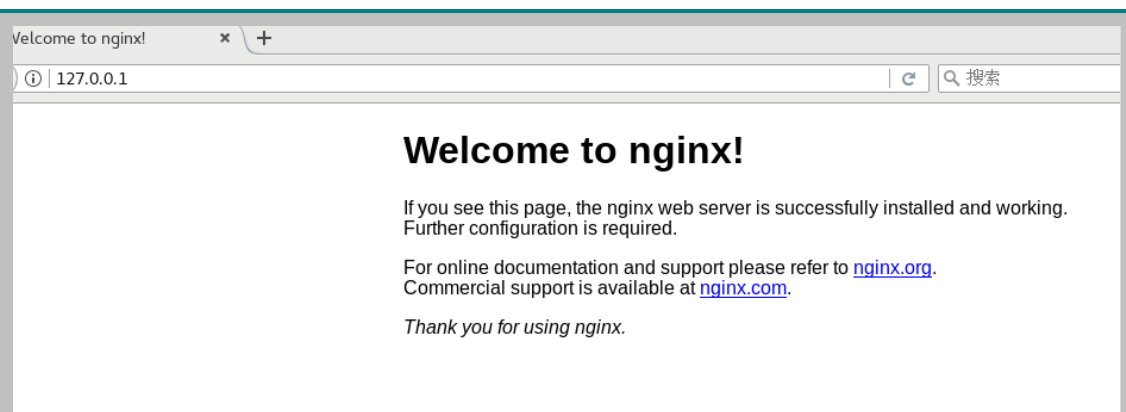 Welcome to nginx! × +
127.0.0.1 搜索
Welcome to nginx!
If you see this page, the nginx web server is successfully installed and working.
Further configuration is required.
For online documentation and support please refer to nginx.org.
Commercial support is available at nginx.com.
Thank you for using nginx.